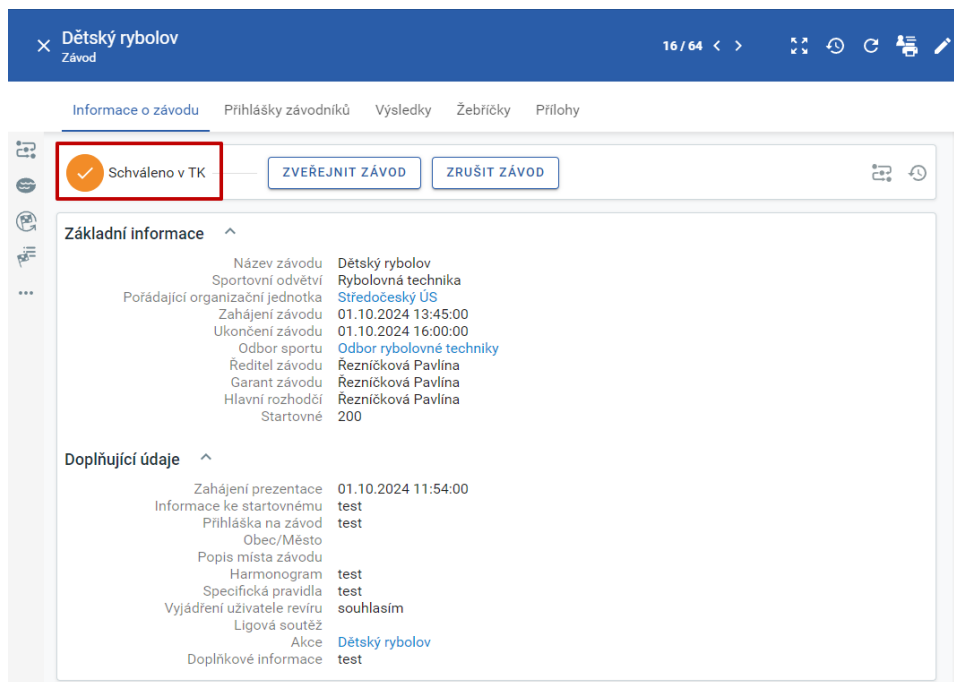 Dětský rybolov
Závod
16 / 64
Informace o závodu Přihlášky závodníků Výsledky Žebříčky Přílohy
Schváleno v TK ZVEŘEJNIT ZÁVOD ZRUŠIT ZÁVOD
Základní informace
Název závodu Dětský rybolov
Sportovní odvětví Rybolovná technika
Pořádající organizační jednotka Středočeský ÚS
Zahájení závodu 01.10.2024 13:45:00
Ukončení závodu 01.10.2024 16:00:00
Odbor sportu Odbor rybolovné techniky
Ředitel závodu Řezníčková Pavlína
Garant závodu Řezníčková Pavlína
Hlavní rozhodčí Řezníčková Pavlína
Startovné 200
Doplňující údaje
Zahájení prezentace 01.10.2024 11:54:00
Informace ke startovnému test
Přihláška na závod test
Obec/Město
Popis místa závodu
Harmonogram test
Specifická pravidla test
Vyjádření uživatele revíru souhlasím
Ligová soutěž
Akce Dětský rybolov
Doplňkové informace test